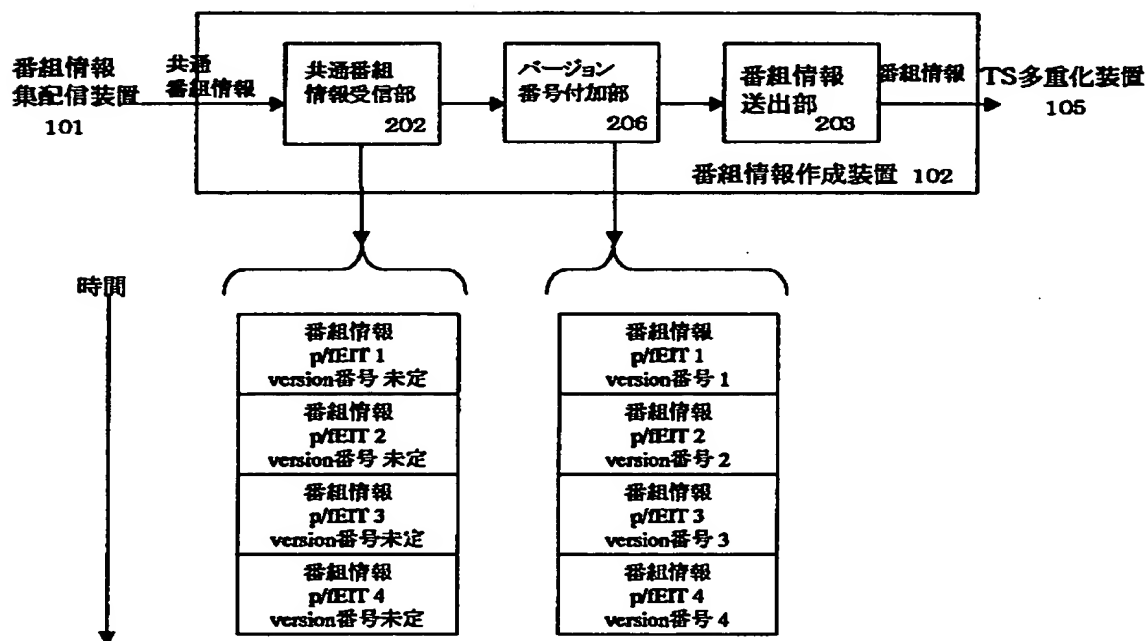 番組情報
集配信装置
101
共通
番組情報
共通番組
情報受信部
202
バージョン
番号付加部
206
番組情報
送出部
203
番組情報
TS多重化装置
105
番組情報作成装置 102
時間
番組情報
p/fEIT 1
version番号 未定
番組情報
p/fEIT 2
version番号 未定
番組情報
p/fEIT 3
version番号未定
番組情報
p/fEIT 4
version番号未定
番組情報
p/fEIT 1
version番号 1
番組情報
p/fEIT 2
version番号 2
番組情報
p/fEIT 3
version番号 3
番組情報
p/fEIT 4
version番号 4